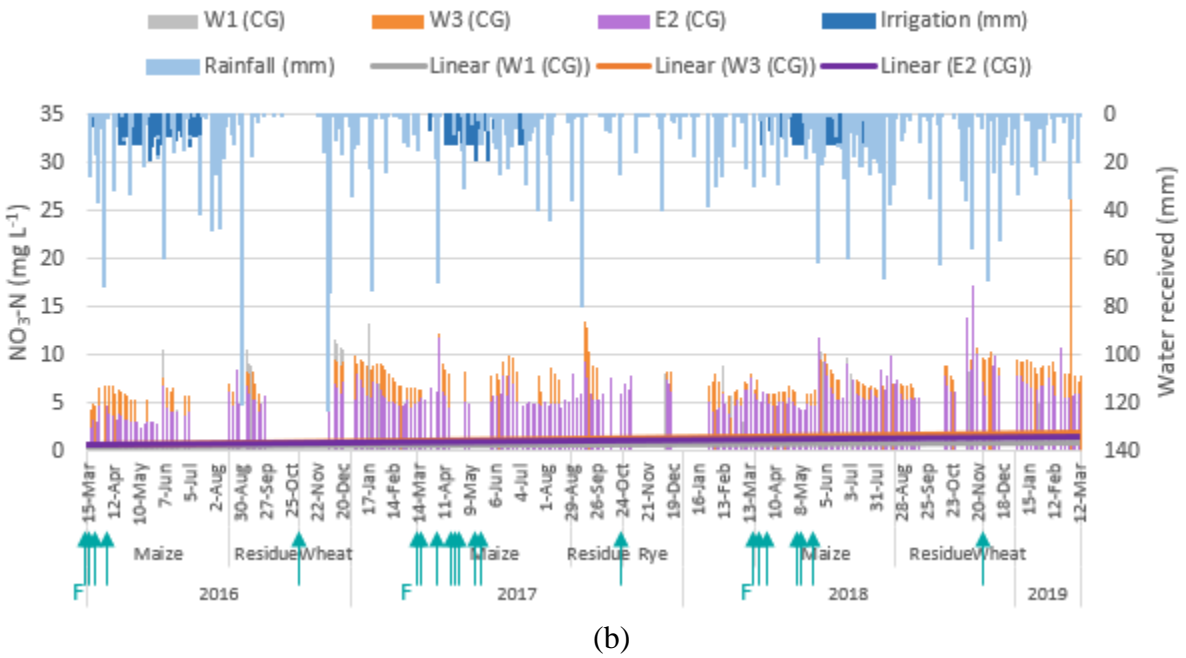 W1 (CG) W3 (CG) E2 (CG) Irrigation (mm)
Rainfall (mm) Linear (W1 (CG)) Linear (W3 (CG)) Linear (E2 (CG))
35 30 25 20 15 10 5 0
NO₃-N (mg L⁻¹)
0 20 40 60 80 100 120 140
Water received (mm)
15-Mar 12-Apr 10-May 7-Jun 5-Jul 2-Aug 30-Aug 27-Sep 25-Oct 22-Nov 20-Dec 17-Jan 14-Feb 14-Mar 11-Apr 9-May 6-Jun 4-Jul 1-Aug 29-Aug 26-Sep 24-Oct 21-Nov 19-Dec 16-Jan 13-Feb 13-Mar 10-Apr 8-May 5-Jun 3-Jul 31-Jul 28-Aug 25-Sep 23-Oct 20-Nov 18-Dec 15-Jan 12-Feb 12-Mar
Maize Residue Wheat Maize Residue Rye Maize Residue Wheat
F 2016 F 2017 F 2018 2019
(b)